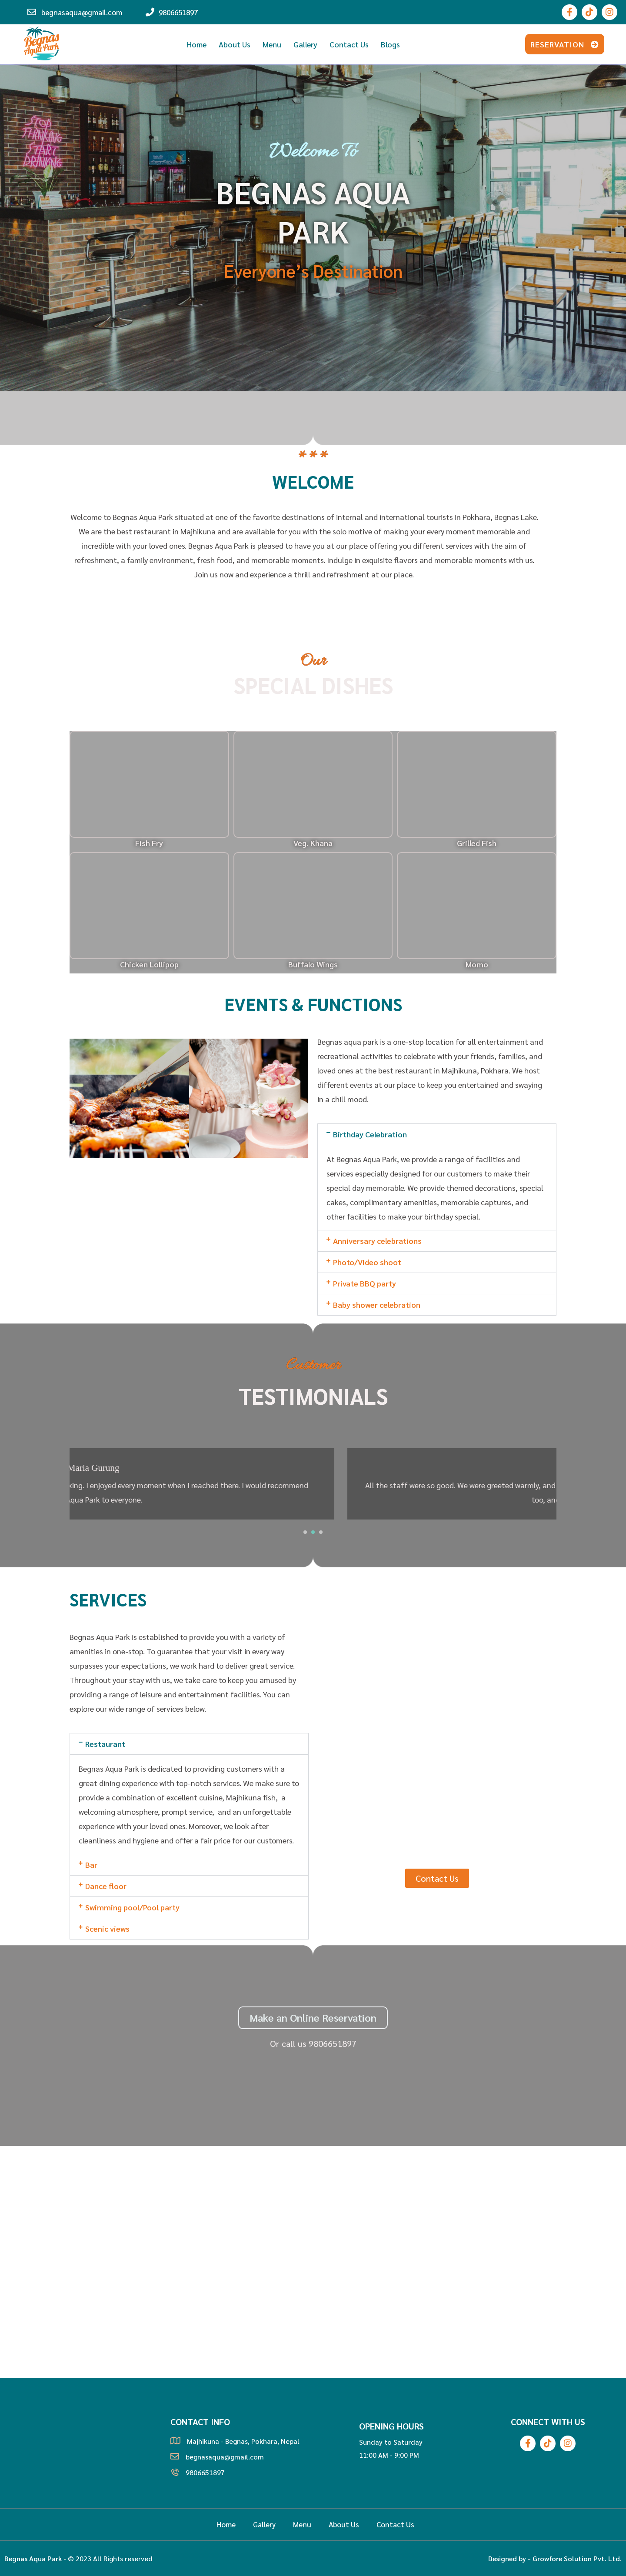 begnasaqua@gmail.com
9806651897
Begnas
Aqua Park
Home
About Us
Menu
Gallery
Contact Us
Blogs
RESERVATION
STOP
THINKING
START
DRINKING
Welcome To
BEGNAS AQUA
PARK
Everyone's Destination
***
WELCOME
Welcome to Begnas Aqua Park situated at one of the favorite destinations of internal and international tourists in Pokhara, Begnas Lake.
We are the best restaurant in Majhikuna and are available for you with the solo motive of making your every moment memorable and
incredible with your loved ones. Begnas Aqua Park is pleased to have you at our place offering you different services with the aim of
refreshment, a family environment, fresh food, and memorable moments. Indulge in exquisite flavors and memorable moments with us.
Join us now and experience a thrill and refreshment at our place.
Our
SPECIAL DISHES
Fish Fry
Veg. Khana
Grilled Fish
Chicken Lollipop
Buffalo Wings
Momo
EVENTS & FUNCTIONS
Begnas aqua park is a one-stop location for all entertainment and
recreational activities to celebrate with your friends, families, and
loved ones at the best restaurant in Majhikuna, Pokhara. We host
different events at our place to keep you entertained and swaying
in a chill mood.
Birthday Celebration
At Begnas Aqua Park, we provide a range of facilities and
services especially designed for our customers to make their
special day memorable. We provide themed decorations, special
cakes, complimentary amenities, memorable captures, and
other facilities to make your birthday special.
Anniversary celebrations
Photo/Video shoot
Private BBQ party
Baby shower celebration
Customer
TESTIMONIALS
Maria Gurung
king. I enjoyed every moment when I reached there. I would recommend
Aqua Park to everyone.
All the staff were so good. We were greeted warmly, and
too, an
SERVICES
Begnas Aqua Park is established to provide you with a variety of
amenities in one-stop. To guarantee that your visit in every way
surpasses your expectations, we work hard to deliver great service.
Throughout your stay with us, we take care to keep you amused by
providing a range of leisure and entertainment facilities. You can
explore our wide range of services below.
Restaurant
Begnas Aqua Park is dedicated to providing customers with a
great dining experience with top-notch services. We make sure to
provide a combination of excellent cuisine, Majhikuna fish, a
welcoming atmosphere, prompt service, and an unforgettable
experience with your loved ones. Moreover, we look after
cleanliness and hygiene and offer a fair price for our customers.
Bar
Dance floor
Swimming pool/Pool party
Scenic views
Contact Us
Make an Online Reservation
Or call us 9806651897
CONTACT INFO
Majhikuna - Begnas, Pokhara, Nepal
begnasaqua@gmail.com
9806651897
OPENING HOURS
Sunday to Saturday
11:00 AM - 9:00 PM
CONNECT WITH US
Home
Gallery
Menu
About Us
Contact Us
Begnas Aqua Park - © 2023 All Rights reserved
Designed by - Growfore Solution Pvt. Ltd.